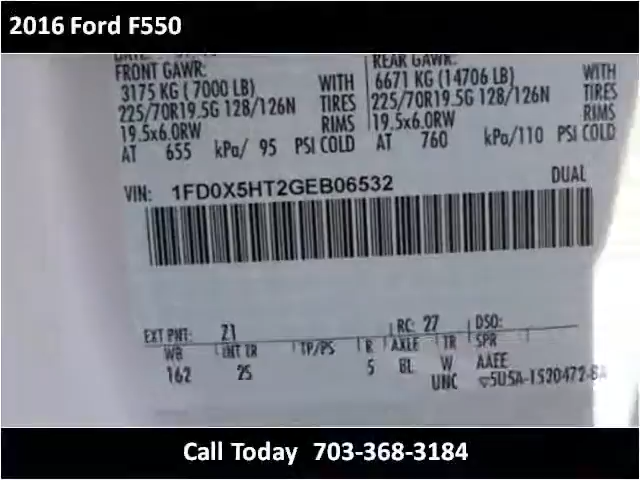 2016 Ford F550
FRONT GAWR: REAR GAWR:
3175 KG ( 7000 LB) WITH 6671 KG (14706 LB) WITH
225/70R19.5G 128/126N TIRES 225/70R19.5G 128/126N TIRES
19.5x6.0RW RIMS 19.5x6.0RW RIMS
AT 655 kPa/ 95 PSI COLD AT 760 kPa/110 PSI COLD
VIN: 1FD0X5HT2GEB06532 DUAL
EXT PNT: Z1 RC: 27 DSO:
WB INT TR TP/PS R AXLE TR SPR
162 2S 5 BL W AAEE
UNC
Call Today 703-368-3184